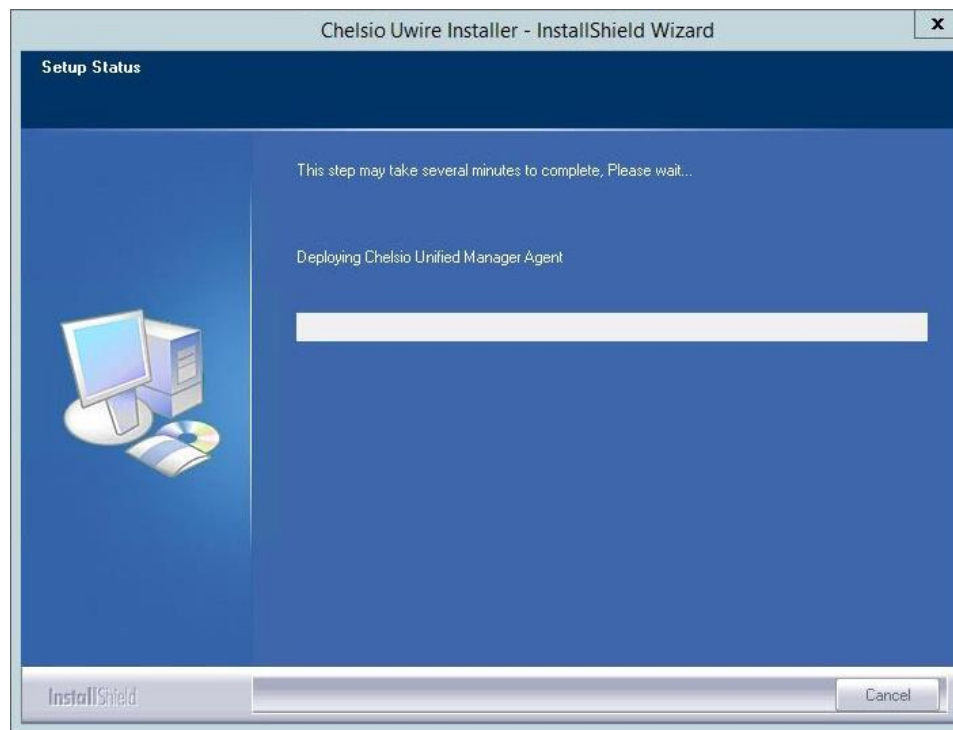 Chelsio Uwire Installer - InstallShield Wizard
x
Setup Status
This step may take several minutes to complete, Please wait...
Deploying Chelsio Unified Manager Agent
InstallShield
Cancel